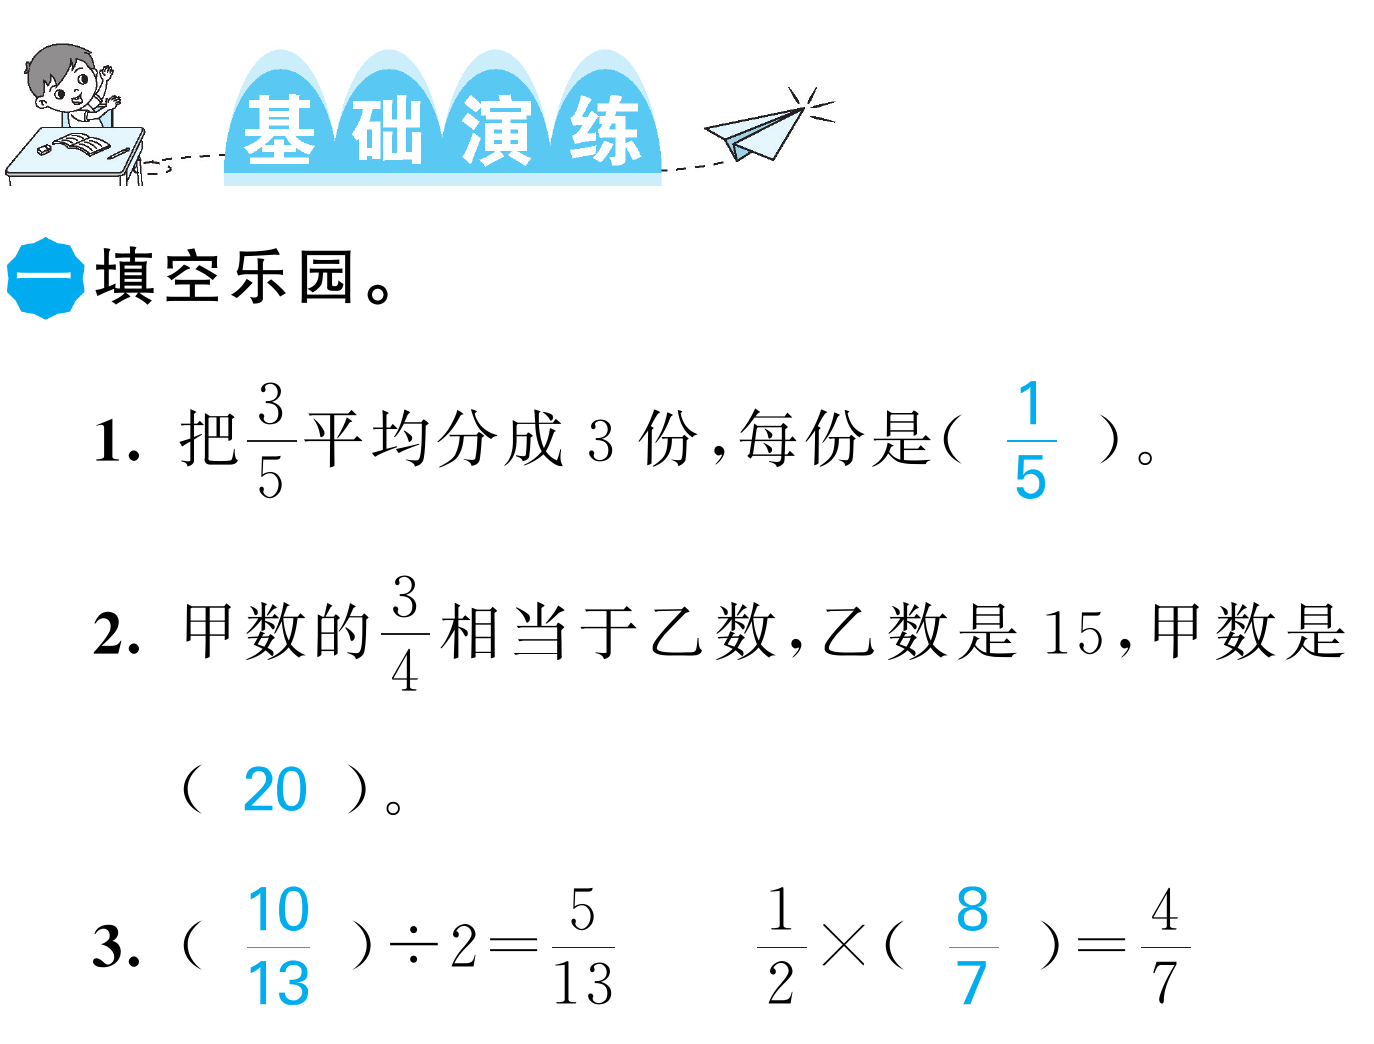 基础演练
一 填空乐园。
1. 把3/5平均分成 3 份,每份是( 1/5 )。
2. 甲数的3/4相当于乙数,乙数是 15,甲数是
( 20 )。
3. ( 10/13 )÷2=5/13 1/2×( 8/7 )=4/7